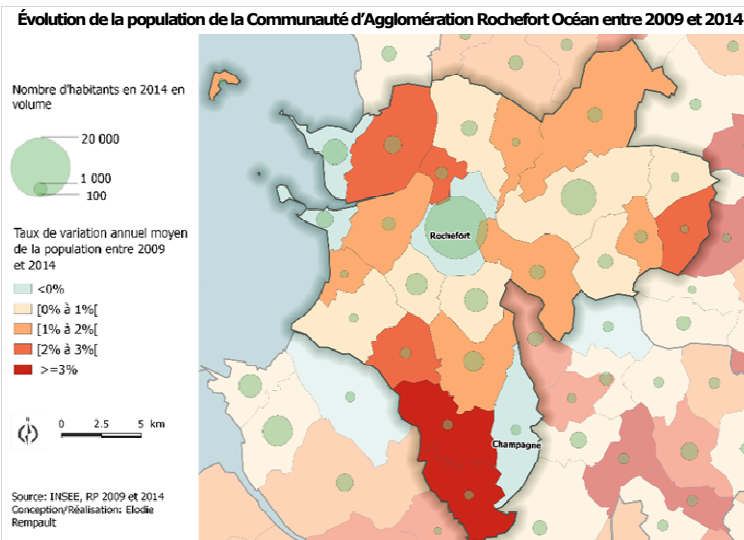 Évolution de la population de la Communauté d’Agglomération Rochefort Océan entre 2009 et 2014
Nombre d'habitants en 2014 en
volume
20 000
1 000
100
Taux de variation annuel moyen
de la population entre 2009
et 2014
<0%
[0% à 1%[
[1% à 2%[
[2% à 3%[
>=3%
N
0 2.5 5 km
Source: INSEE, RP 2009 et 2014
Conception/Réalisation: Elodie
Rempault
Rochefort
Champagne